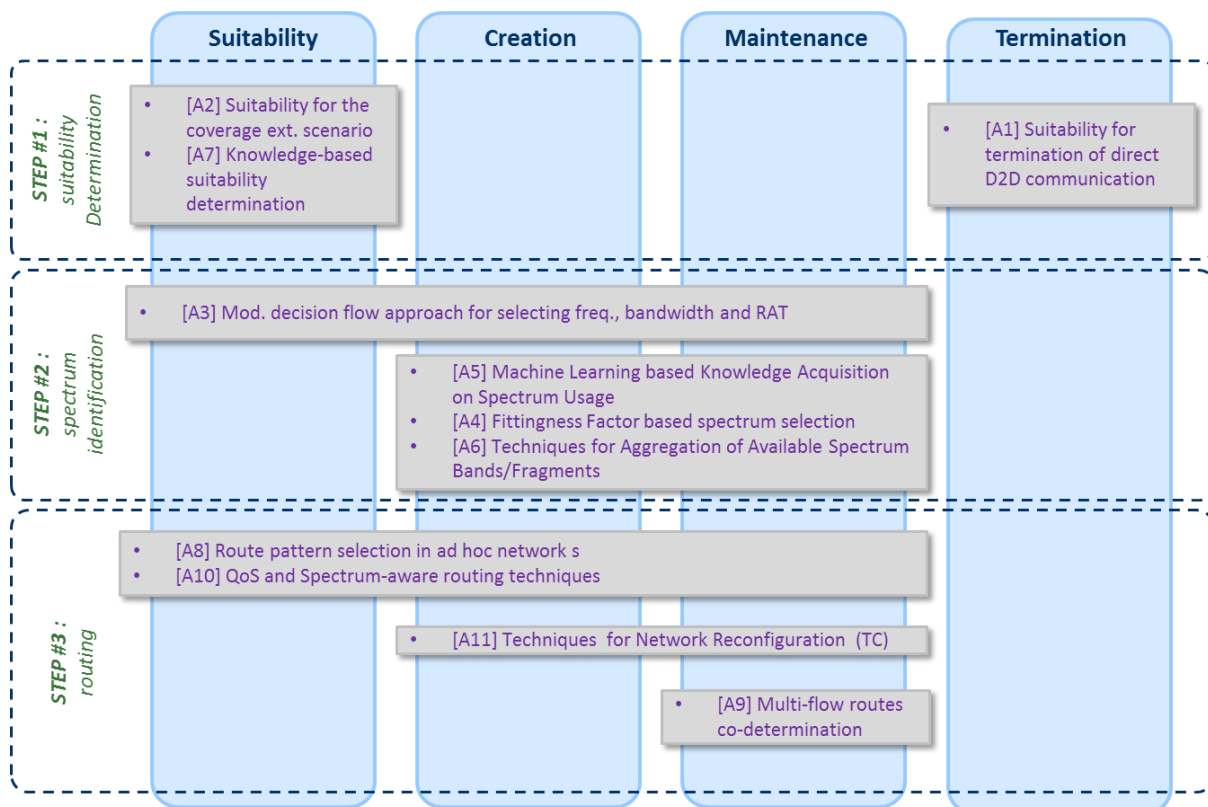 Suitability
Creation
Maintenance
Termination
STEP #1 :
suitability
Determination
• [A2] Suitability for the
coverage ext. scenario
• [A7] Knowledge-based
suitability
determination
• [A1] Suitability for
termination of direct
D2D communication
STEP #2 :
spectrum
identification
• [A3] Mod. decision flow approach for selecting freq., bandwidth and RAT
• [A5] Machine Learning based Knowledge Acquisition
on Spectrum Usage
• [A4] Fittingness Factor based spectrum selection
• [A6] Techniques for Aggregation of Available Spectrum
Bands/Fragments
STEP #3 :
routing
• [A8] Route pattern selection in ad hoc network s
• [A10] QoS and Spectrum-aware routing techniques
• [A11] Techniques for Network Reconfiguration (TC)
• [A9] Multi-flow routes
co-determination